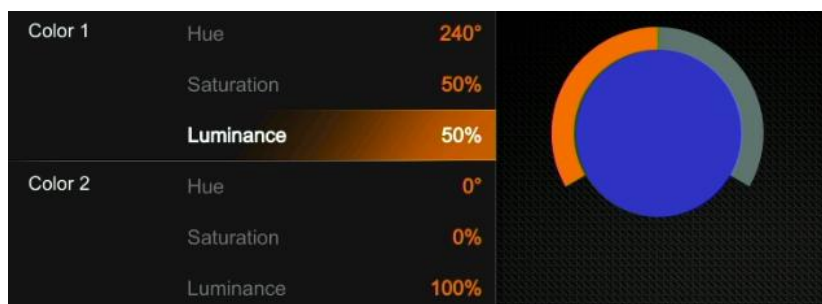 Color 1 Hue 240°
Saturation 50%
Luminance 50%
Color 2 Hue 0°
Saturation 0%
Luminance 100%